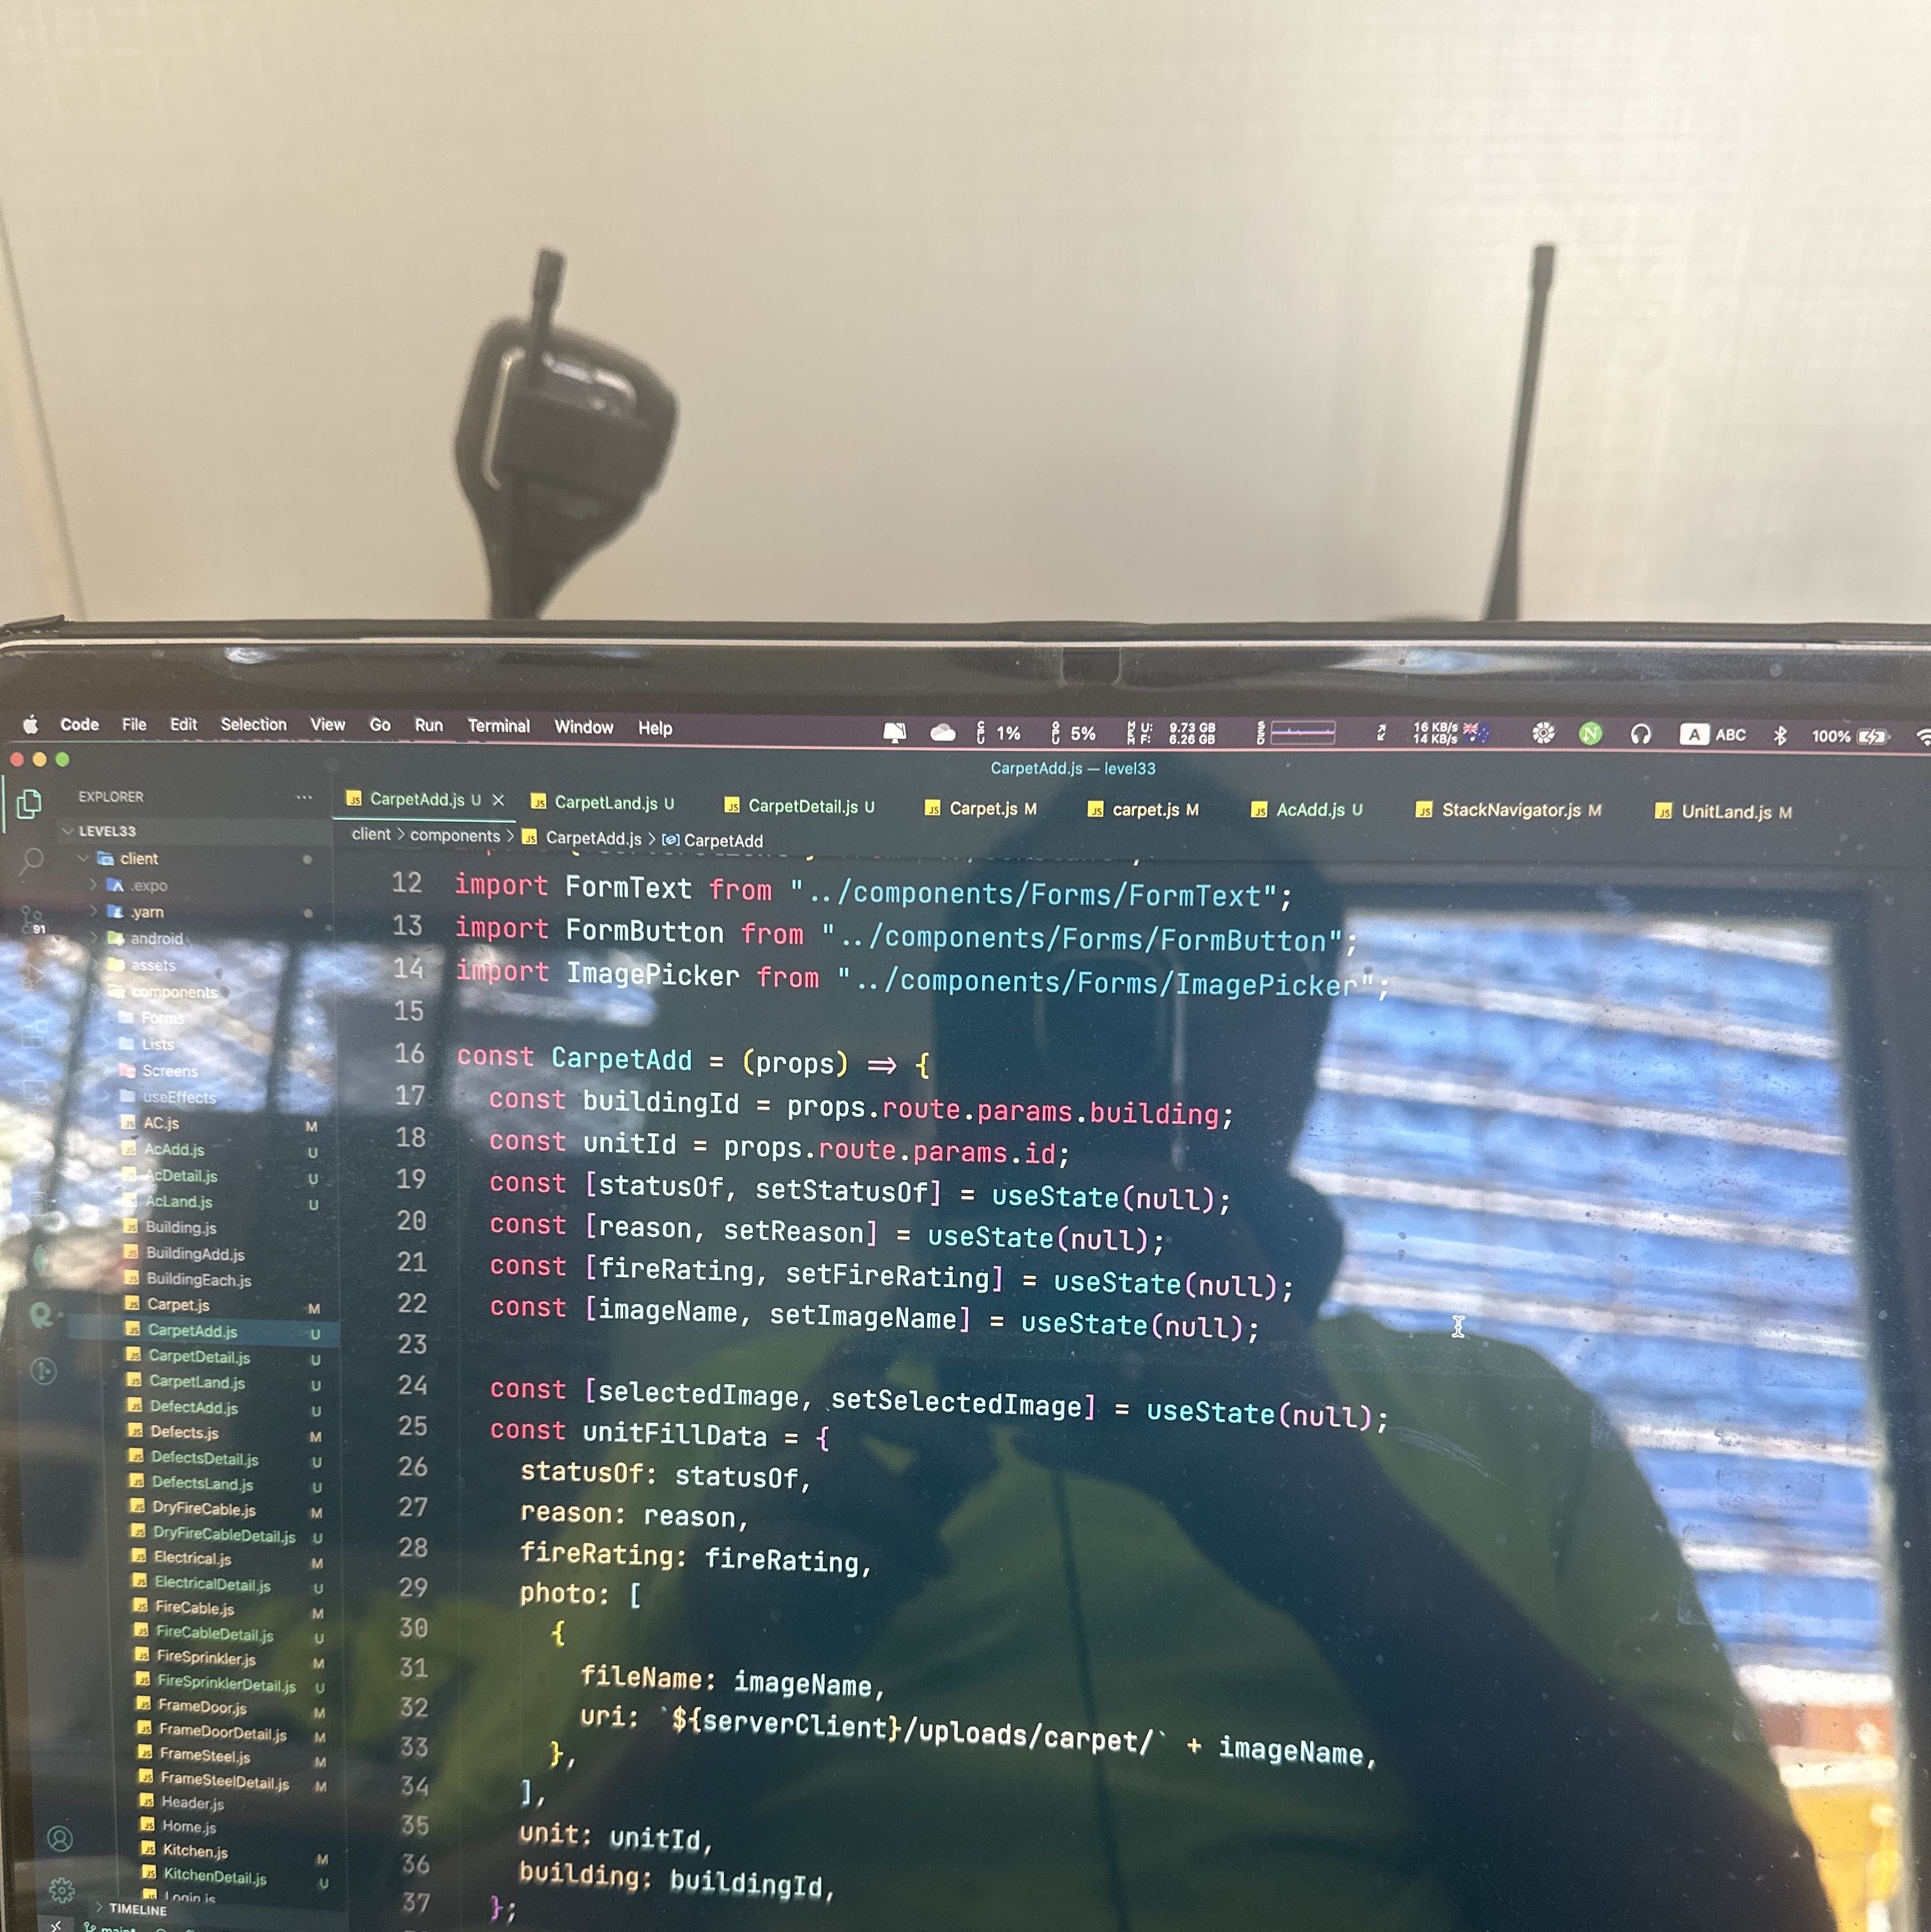 Code File Edit Selection View Go Run Terminal Window Help
CPU 1% GPU 5% MEM U: 9.73 GB F: 6.26 GB SSD 16 KB/s 14 KB/s N A ABC 100%
CarpetAdd.js — level33
EXPLORER ...
CarpetAdd.js U CarpetLand.js U CarpetDetail.js U Carpet.js M carpet.js M AcAdd.js U StackNavigator.js M UnitLand.js M
client > components > JS CarpetAdd.js > CarpetAdd
LEVEL33
client
.expo
.yarn
91
android
assets
components
Forms
Lists
Screens
useEffects
AC.js M
AcAdd.js U
AcDetail.js U
AcLand.js U
Building.js
BuildingAdd.js
BuildingEach.js
Carpet.js M
CarpetAdd.js U
CarpetDetail.js U
CarpetLand.js U
DefectAdd.js U
Defects.js M
DefectsDetail.js U
DefectsLand.js U
DryFireCable.js M
DryFireCableDetail.js U
Electrical.js M
ElectricalDetail.js U
FireCable.js M
FireCableDetail.js U
FireSprinkler.js M
FireSprinklerDetail.js U
FrameDoor.js M
FrameDoorDetail.js M
FrameSteel.js M
FrameSteelDetail.js M
Header.js
Home.js
Kitchen.js M
KitchenDetail.js U
Login.js
TIMELINE
main*
12 import FormText from "../components/Forms/FormText";
13 import FormButton from "../components/Forms/FormButton";
14 import ImagePicker from "../components/Forms/ImagePicker";
15
16 const CarpetAdd = (props) => {
17 const buildingId = props.route.params.building;
18 const unitId = props.route.params.id;
19 const [statusOf, setStatusOf] = useState(null);
20 const [reason, setReason] = useState(null);
21 const [fireRating, setFireRating] = useState(null);
22 const [imageName, setImageName] = useState(null);
23
24 const [selectedImage, setSelectedImage] = useState(null);
25 const unitFillData = {
26 statusOf: statusOf,
27 reason: reason,
28 fireRating: fireRating,
29 photo: [
30 {
31 fileName: imageName,
32 uri: `${serverClient}/uploads/carpet/` + imageName,
33 },
34 ],
35 unit: unitId,
36 building: buildingId,
37 };